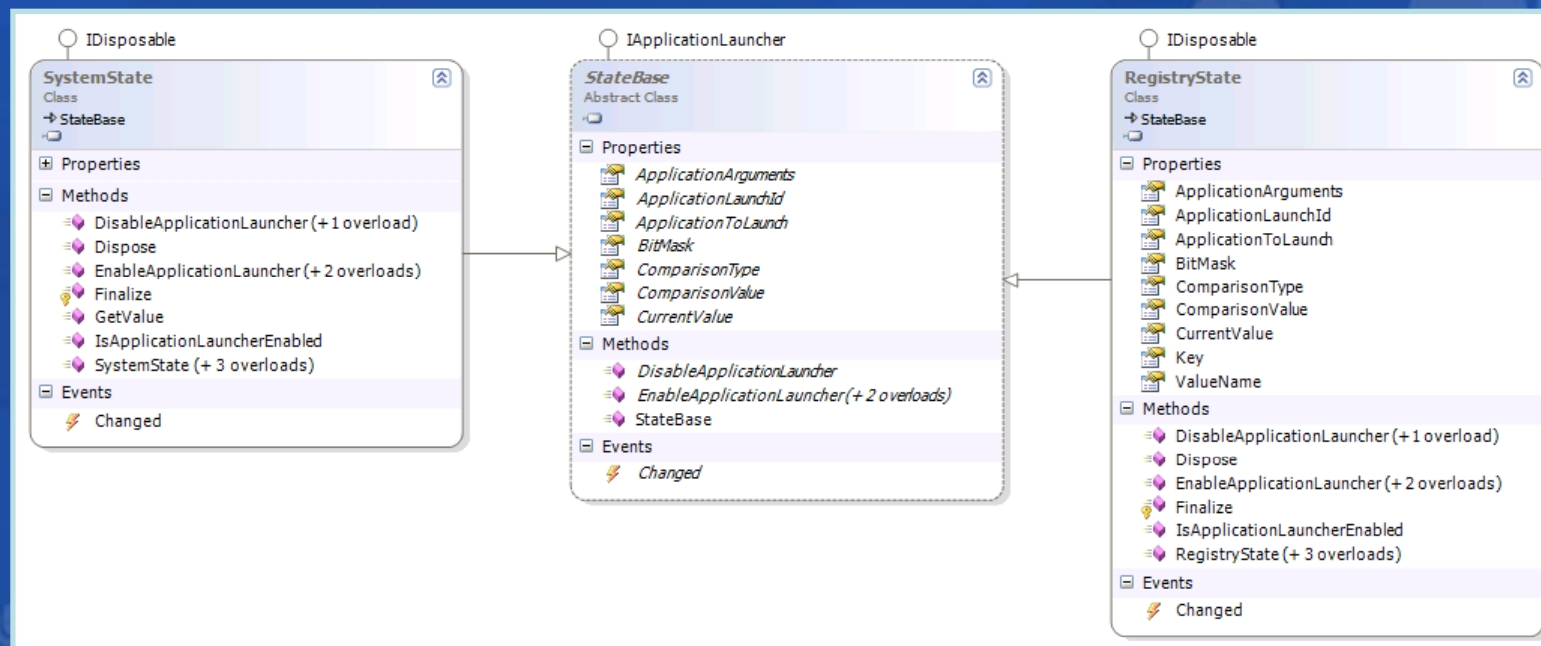 IDisposable
SystemState
Class
StateBase
Properties
Methods
DisableApplicationLauncher (+ 1 overload)
Dispose
EnableApplicationLauncher (+ 2 overloads)
Finalize
GetValue
IsApplicationLauncherEnabled
SystemState (+ 3 overloads)
Events
Changed
IApplicationLauncher
StateBase
Abstract Class
Properties
ApplicationArguments
ApplicationLaunchId
ApplicationToLaunch
BitMask
ComparisonType
ComparisonValue
CurrentValue
Methods
DisableApplicationLauncher
EnableApplicationLauncher (+ 2 overloads)
StateBase
Events
Changed
IDisposable
RegistryState
Class
StateBase
Properties
ApplicationArguments
ApplicationLaunchId
ApplicationToLaunch
BitMask
ComparisonType
ComparisonValue
CurrentValue
Key
ValueName
Methods
DisableApplicationLauncher (+ 1 overload)
Dispose
EnableApplicationLauncher (+ 2 overloads)
Finalize
IsApplicationLauncherEnabled
RegistryState (+ 3 overloads)
Events
Changed